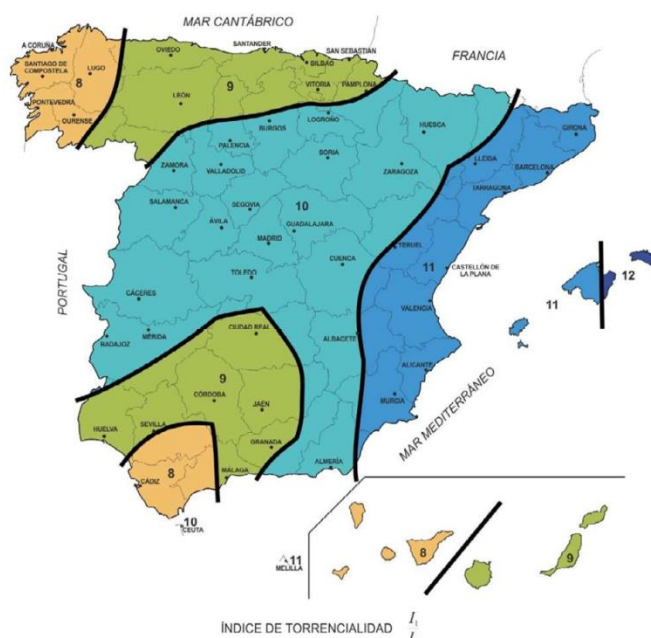 MAR CANTÁBRICO
FRANCIA
A CORUÑA
LUGO
SANTIAGO DE
COMPOSTELA
8
PONTEVEDRA
OURENSE
OVIEDO
SANTANDER
SAN SEBASTIÁN
BILBAO
9
VITORIA
PAMPLONA
LEÓN
LOGROÑO
BURGOS
HUESCA
GIRONA
PALENCIA
SORIA
LLEIDA
BARCELONA
ZAMORA
VALLADOLID
ZARAGOZA
TARRAGONA
SALAMANCA
SEGOVIA
10
ÁVILA
GUADALAJARA
MADRID
TERUEL
CUENCA
11
CASTELLÓN
DE LA PLANA
12
TOLEDO
PORTUGAL
CÁCERES
VALENCIA
11
BADAJOZ
MÉRIDA
CIUDAD REAL
ALBACETE
ALICANTE
9
CÓRDOBA
JAÉN
MURCIA
MAR MEDITERRÁNEO
HUELVA
SEVILLA
GRANADA
8
CÁDIZ
MÁLAGA
ALMERÍA
10
CEUTA
11
MELILLA
8
9
ÍNDICE DE TORRENCIALIDAD I₁
I